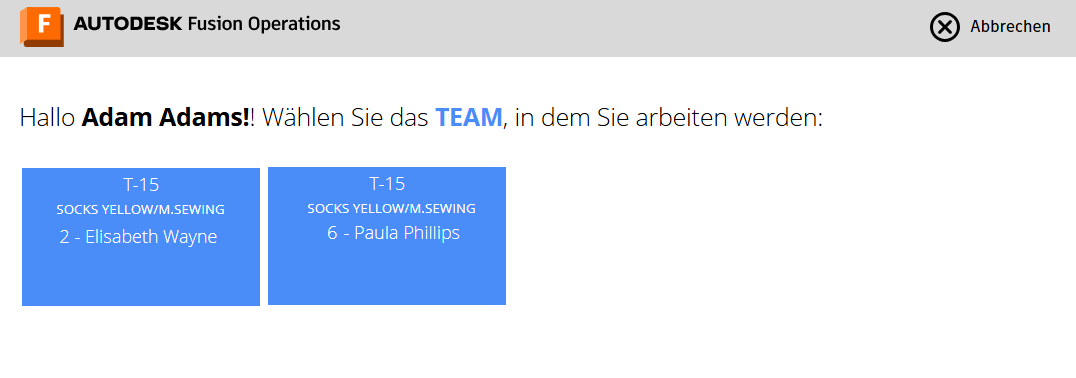 F AUTODESK Fusion Operations
Abbrechen
Hallo Adam Adams!! Wählen Sie das TEAM, in dem Sie arbeiten werden:
T-15
SOCKS YELLOW/M.SEWING
2 - Elisabeth Wayne
T-15
SOCKS YELLOW/M.SEWING
6 - Paula Phillips